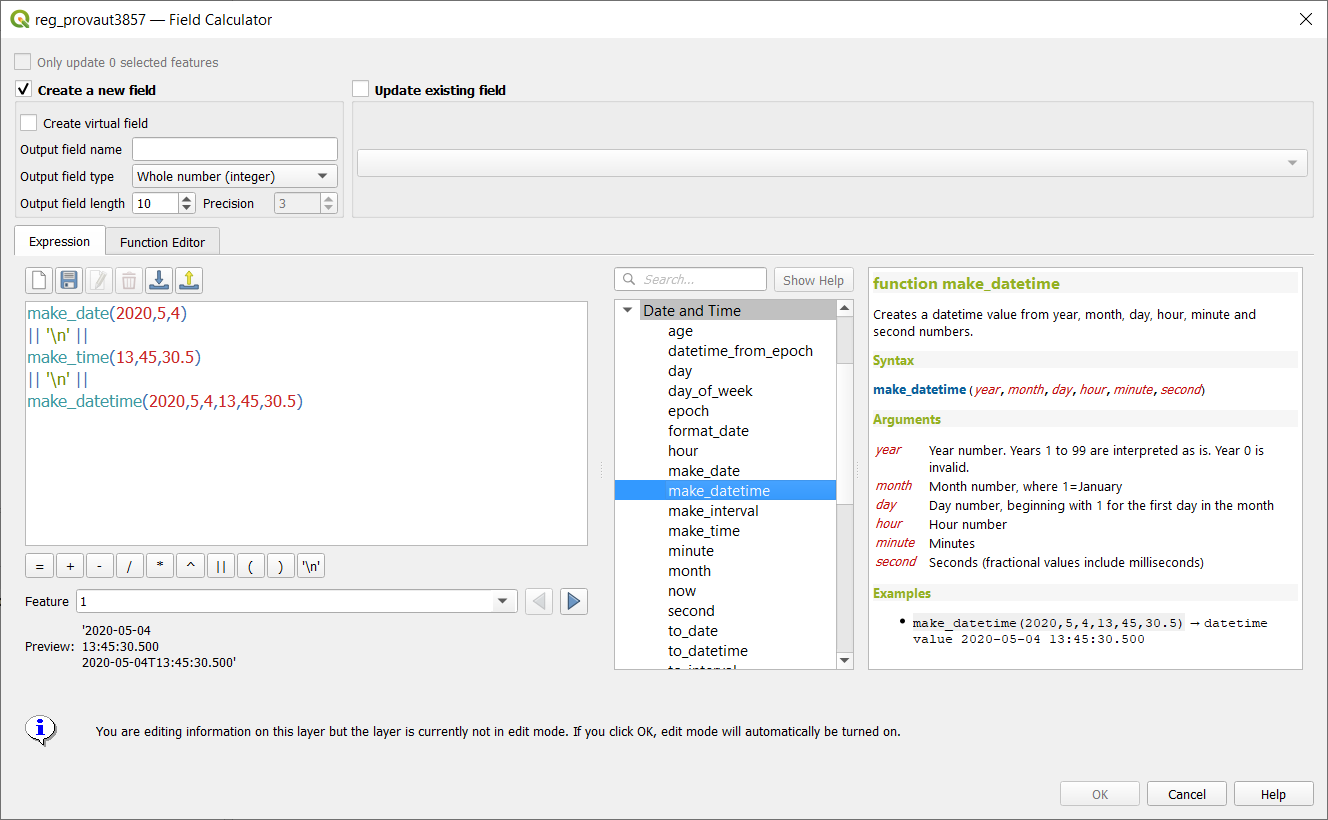 reg_provaut3857 — Field Calculator
Only update 0 selected features
Create a new field
Update existing field
Create virtual field
Output field name
Output field type Whole number (integer)
Output field length 10 Precision 3
Expression Function Editor
make_date(2020,5,4)
|| '\n' ||
make_time(13,45,30.5)
|| '\n' ||
make_datetime(2020,5,4,13,45,30.5)
= + - / * ^ || ( ) '\n'
Feature 1
Preview: '2020-05-04
13:45:30.500
2020-05-04T13:45:30.500'
Search... Show Help
Date and Time
age
datetime_from_epoch
day
day_of_week
epoch
format_date
hour
make_date
make_datetime
make_interval
make_time
minute
month
now
second
to_date
to_datetime
to_interval
function make_datetime
Creates a datetime value from year, month, day, hour, minute and
second numbers.
Syntax
make_datetime (year, month, day, hour, minute, second)
Arguments
year Year number. Years 1 to 99 are interpreted as is. Year 0 is
invalid.
month Month number, where 1=January
day Day number, beginning with 1 for the first day in the month
hour Hour number
minute Minutes
second Seconds (fractional values include milliseconds)
Examples
• make_datetime(2020,5,4,13,45,30.5) → datetime
value 2020-05-04 13:45:30.500
You are editing information on this layer but the layer is currently not in edit mode. If you click OK, edit mode will automatically be turned on.
OK Cancel Help